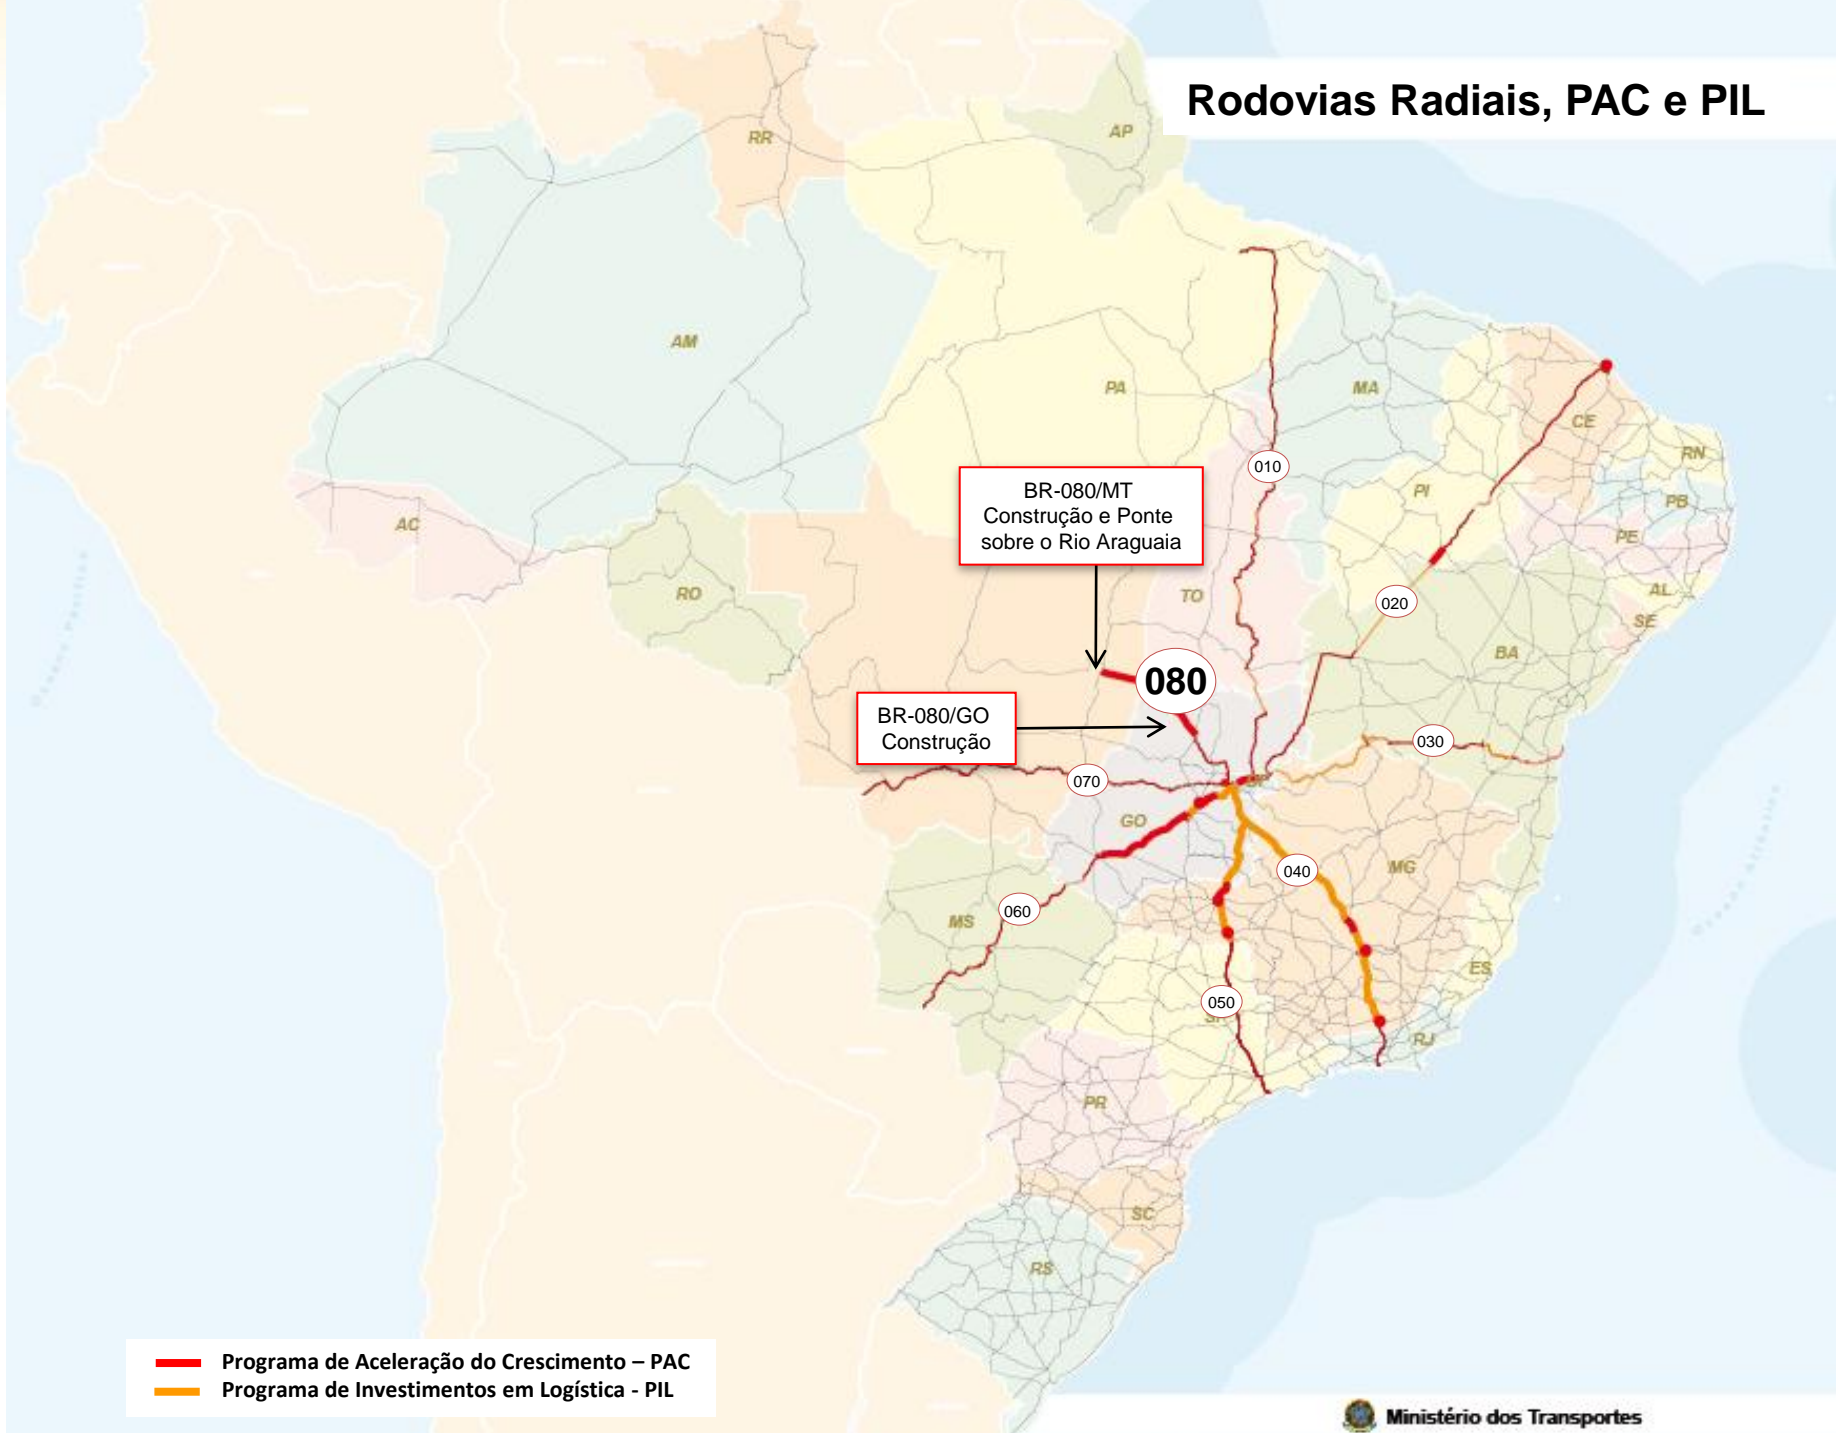 Rodovias Radiais, PAC e PIL
RR
AP
AM
PA
MA
CE
RN
010
BR-080/MT
Construção e Ponte
sobre o Rio Araguaia
PI
PB
AC
PE
RO
TO
020
AL
SE
BA
080
BR-080/GO
Construção
030
070
DF
GO
040
MG
060
MS
ES
050
SP
RJ
PR
SC
RS
Programa de Aceleração do Crescimento – PAC
Programa de Investimentos em Logística - PIL
Ministério dos Transportes